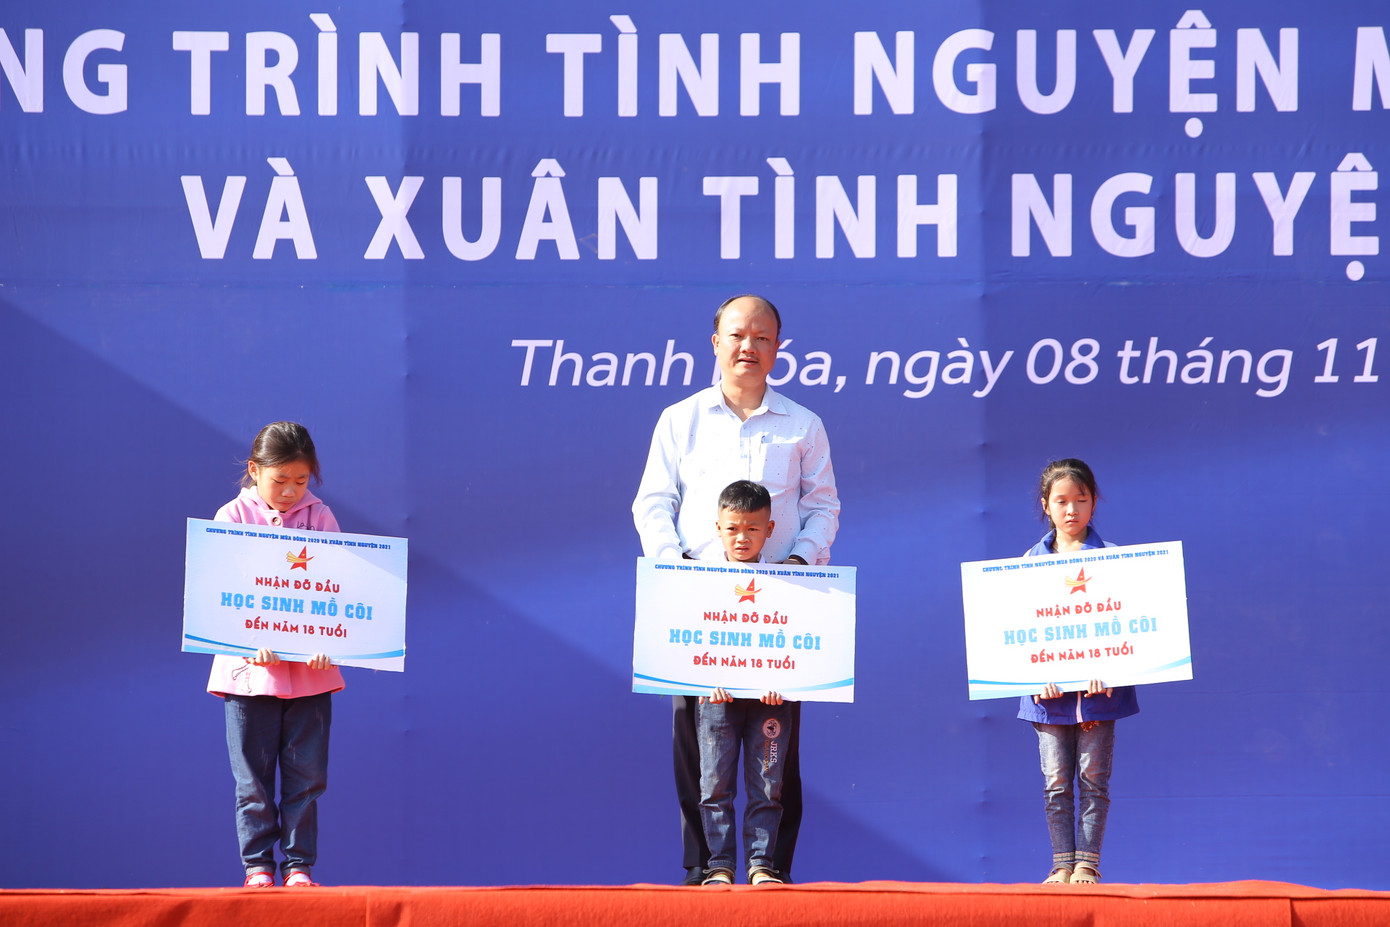 NG TRÌNH TÌNH NGUYỆN M
VÀ XUÂN TÌNH NGUYỆ
Thanh Hóa, ngày 08 tháng 11
CHƯƠNG TRÌNH TÌNH NGUYỆN MÙA ĐÔNG 2020 VÀ XUÂN TÌNH NGUYỆN 2021
NHẬN ĐỠ ĐẦU
HỌC SINH MỒ CÔI
ĐẾN NĂM 18 TUỔI
CHƯƠNG TRÌNH TÌNH NGUYỆN MÙA ĐÔNG 2020 VÀ XUÂN TÌNH NGUYỆN 2021
NHẬN ĐỠ ĐẦU
HỌC SINH MỒ CÔI
ĐẾN NĂM 18 TUỔI
CHƯƠNG TRÌNH TÌNH NGUYỆN MÙA ĐÔNG 2020 VÀ XUÂN TÌNH NGUYỆN 2021
NHẬN ĐỠ ĐẦU
HỌC SINH MỒ CÔI
ĐẾN NĂM 18 TUỔI
JRKS